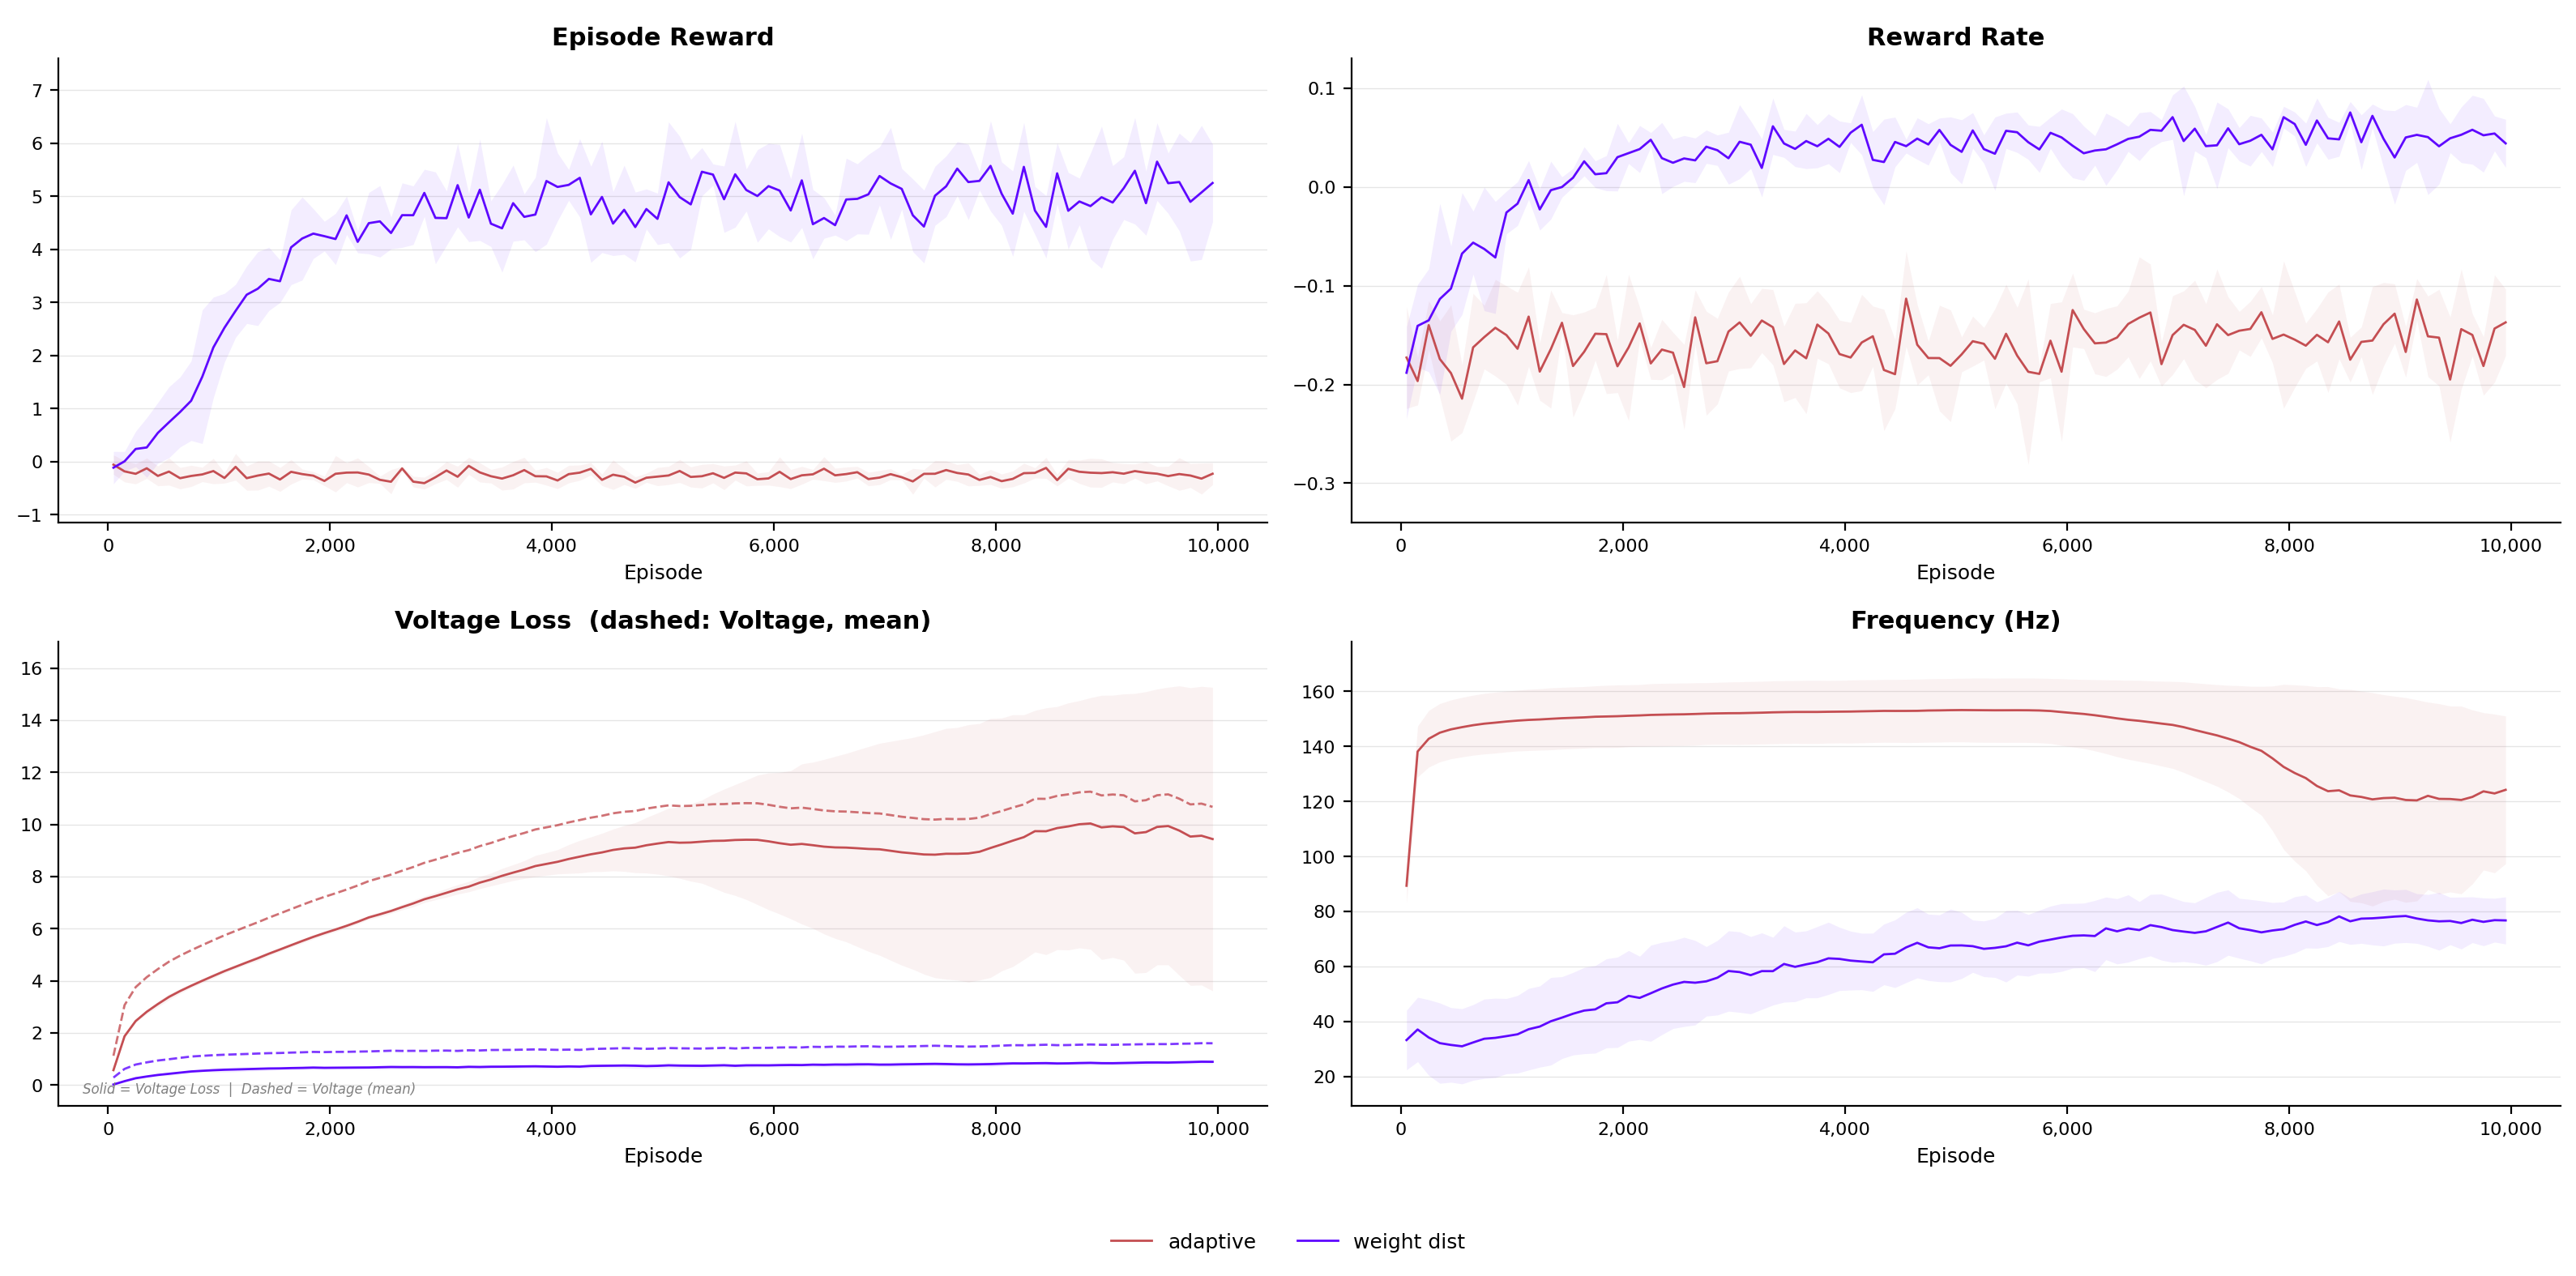 Episode Reward
7
6
5
4
3
2
1
0
−1
0 2,000 4,000 6,000 8,000 10,000
Episode
Reward Rate
0.1
0.0
−0.1
−0.2
−0.3
0 2,000 4,000 6,000 8,000 10,000
Episode
Voltage Loss (dashed: Voltage, mean)
16
14
12
10
8
6
4
2
0
Solid = Voltage Loss | Dashed = Voltage (mean)
0 2,000 4,000 6,000 8,000 10,000
Episode
Frequency (Hz)
160
140
120
100
80
60
40
20
0 2,000 4,000 6,000 8,000 10,000
Episode
adaptive weight dist